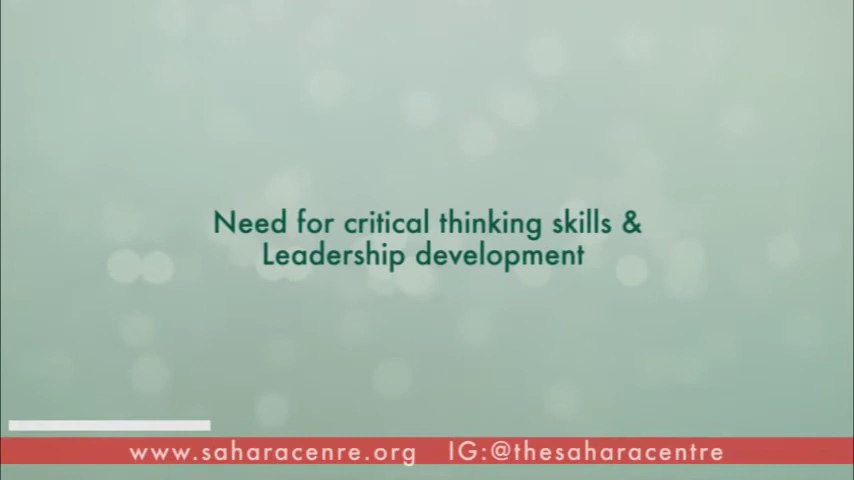 Need for critical thinking skills &
Leadership development
www.saharacenre.org IG:@thesaharacentre